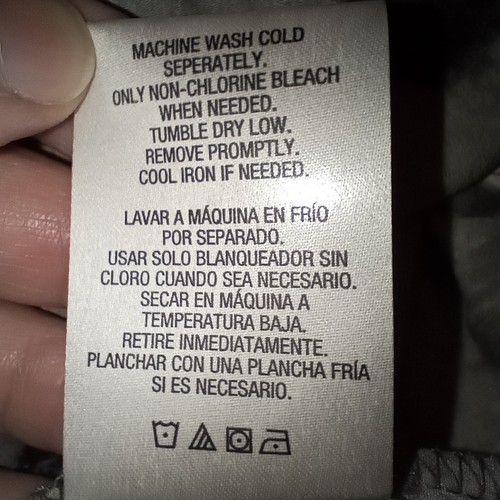 MACHINE WASH COLD
SEPERATELY.
ONLY NON-CHLORINE BLEACH
WHEN NEEDED.
TUMBLE DRY LOW.
REMOVE PROMPTLY.
COOL IRON IF NEEDED.
LAVAR A MÁQUINA EN FRÍO
POR SEPARADO.
USAR SOLO BLANQUEADOR SIN
CLORO CUANDO SEA NECESARIO.
SECAR EN MÁQUINA A
TEMPERATURA BAJA.
RETIRE INMEDIATAMENTE.
PLANCHAR CON UNA PLANCHA FRÍA
SI ES NECESARIO.